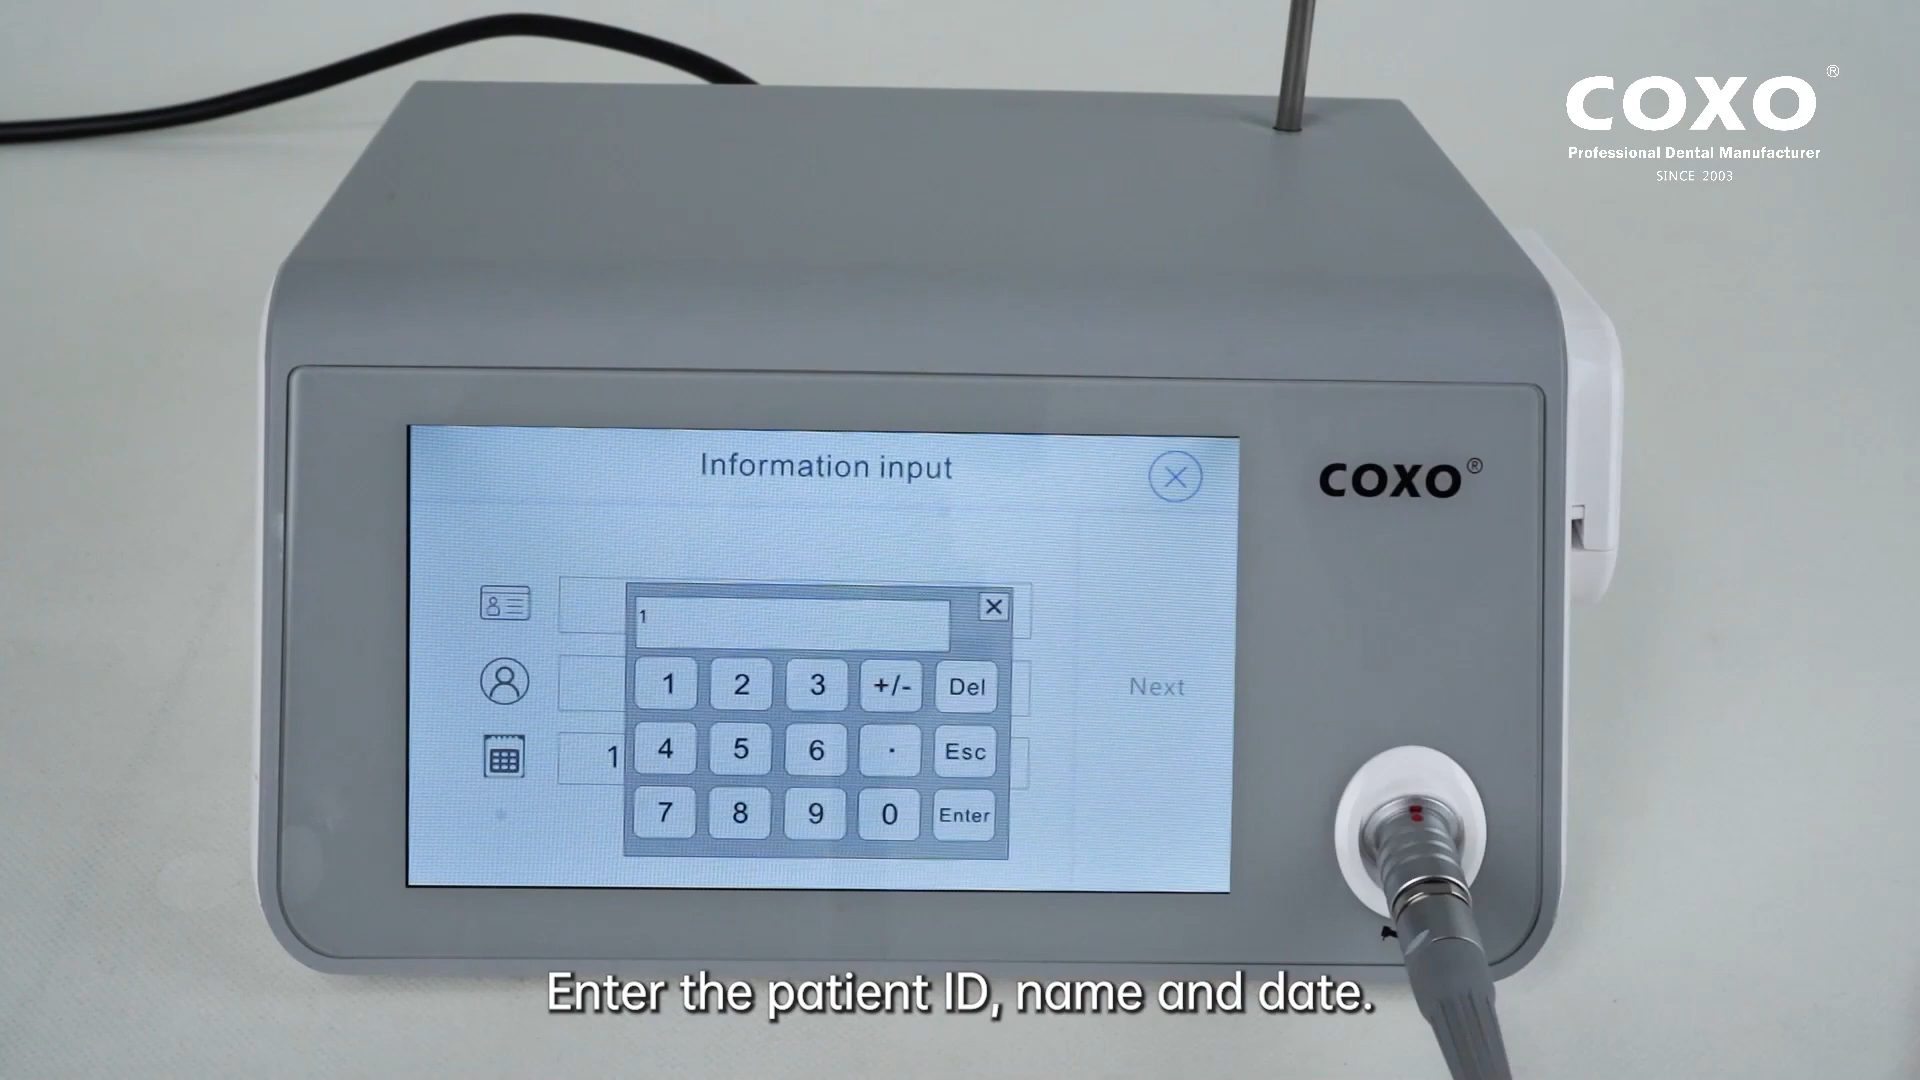 COXO®
Professional Dental Manufacturer
SINCE 2003
Information input
COXO®
1
1 2 3 +/- Del
Next
1
4 5 6 . Esc
7 8 9 0 Enter
Enter the patient ID, name and date.